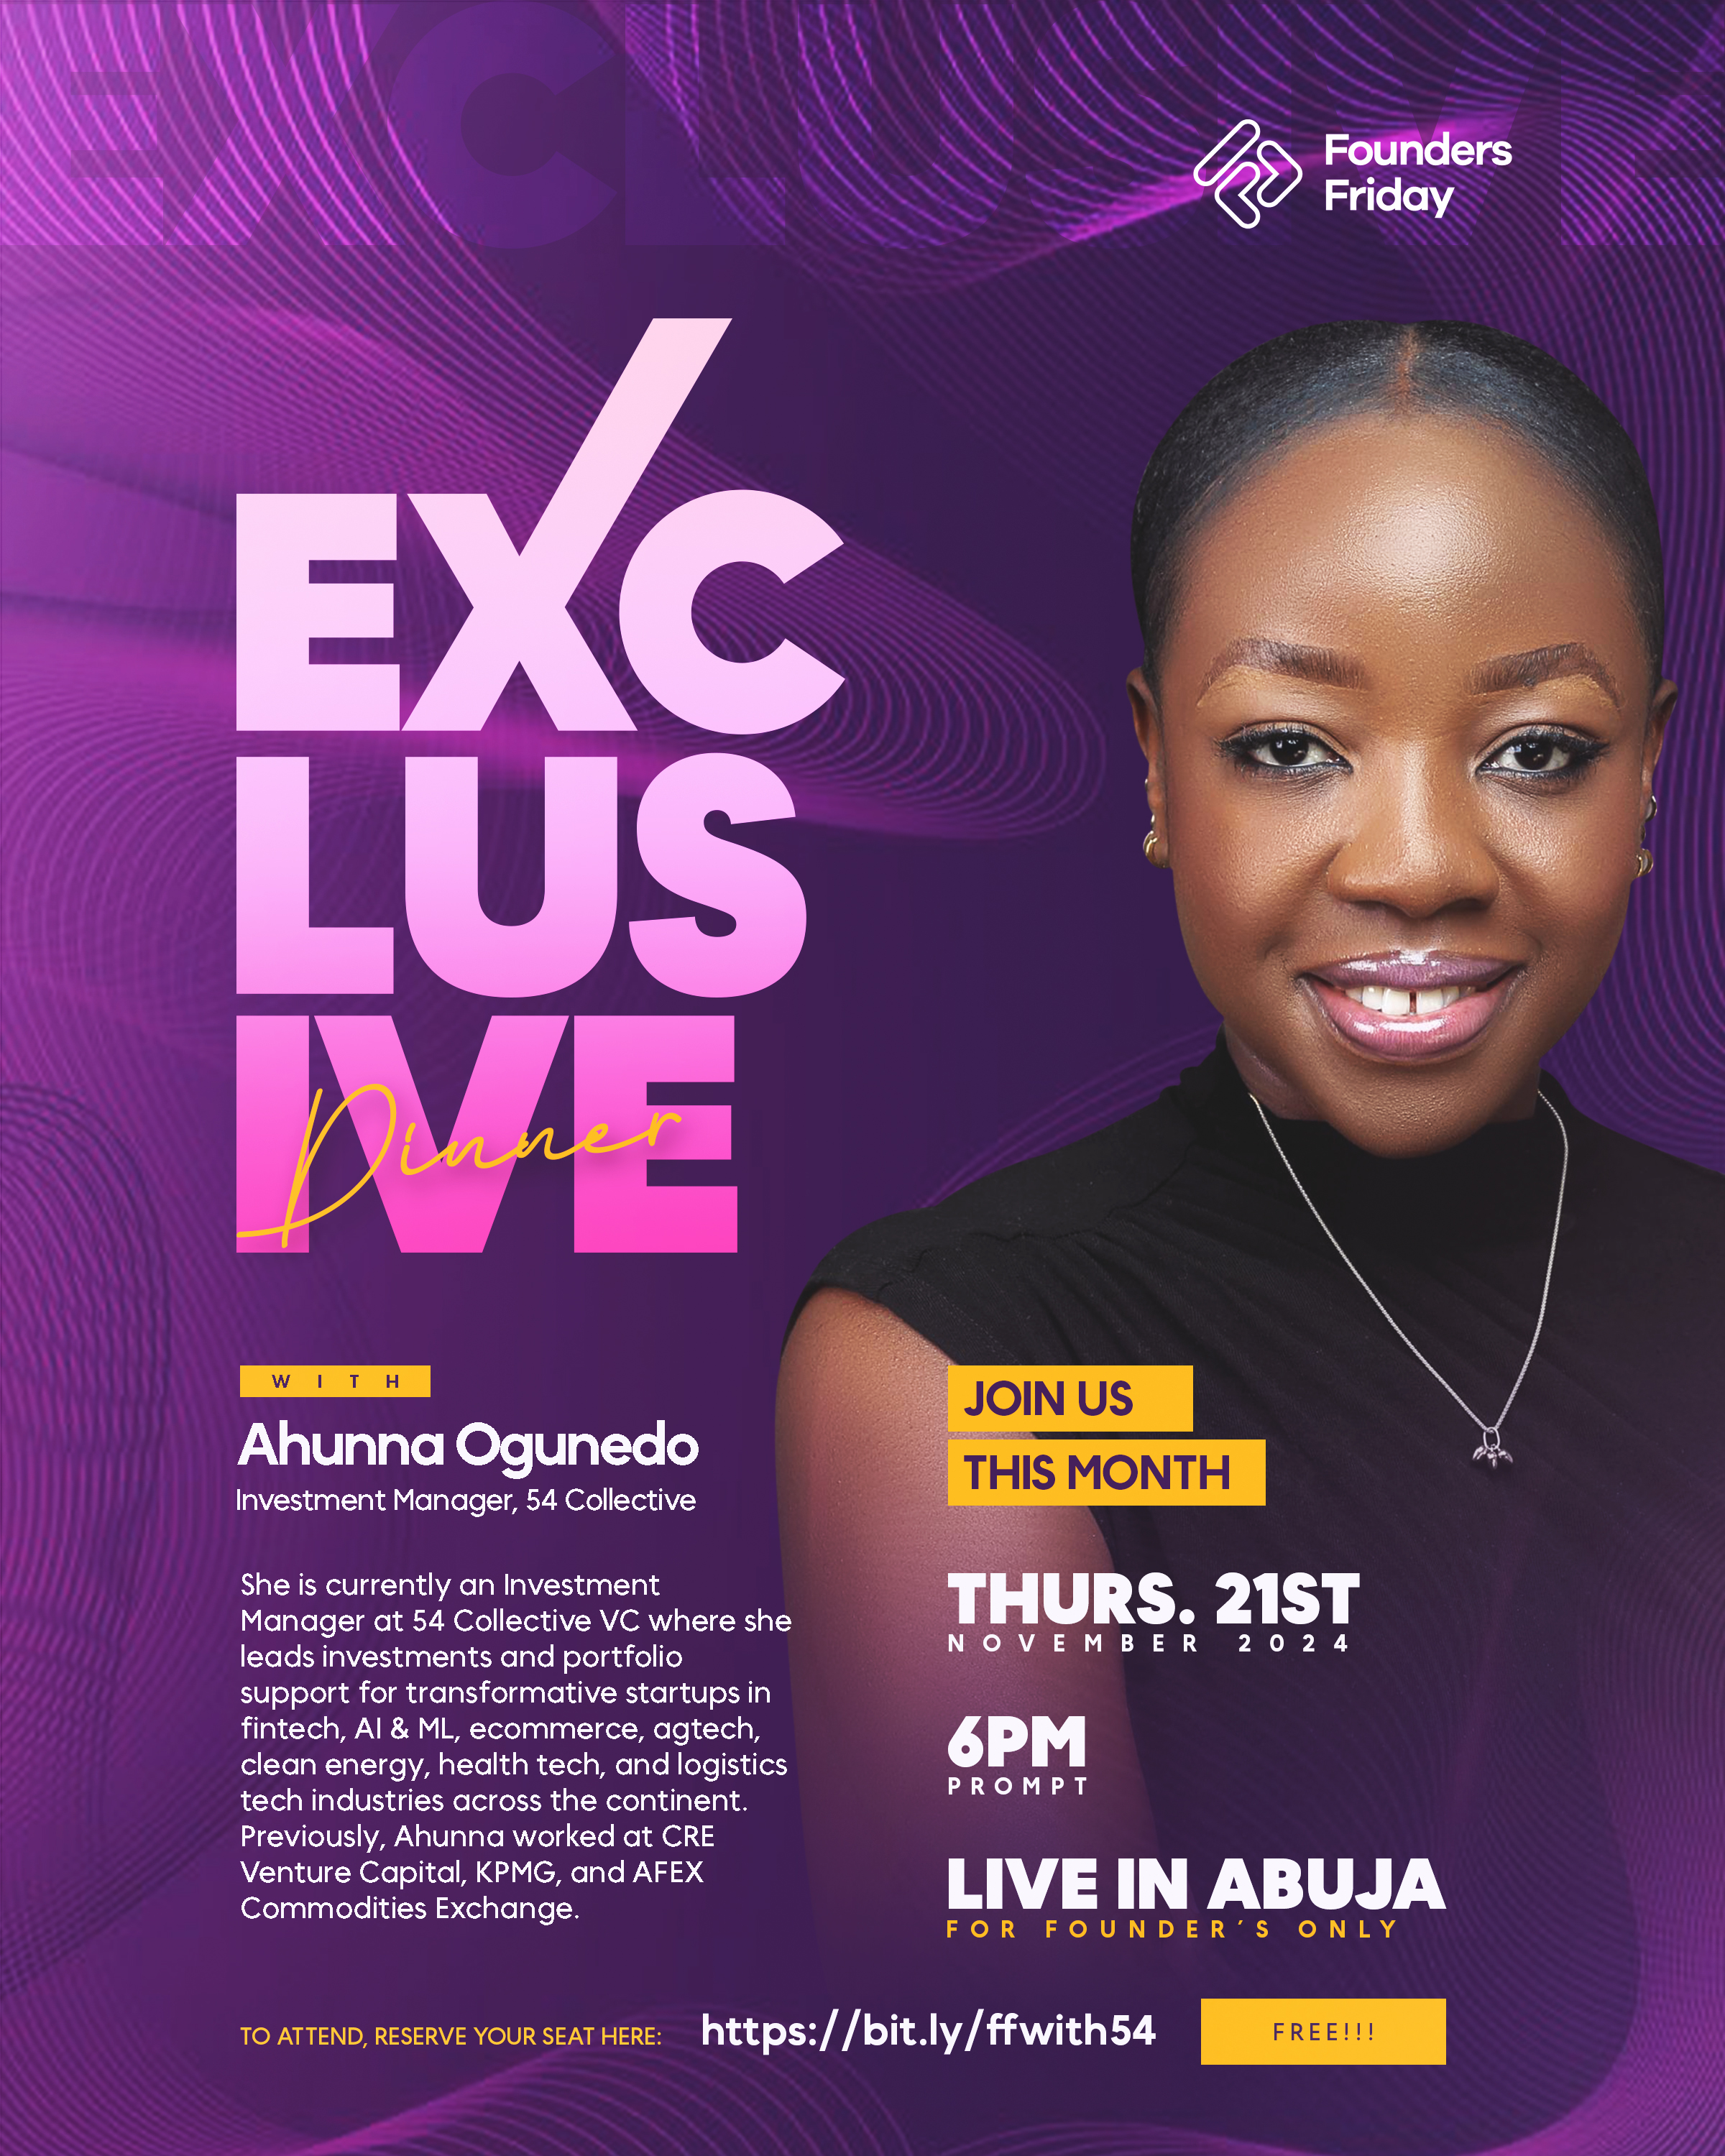 Founders
Friday
EXC
LUS
IVE
Dinner
WITH
Ahunna Ogunedo
Investment Manager, 54 Collective
She is currently an Investment
Manager at 54 Collective VC where she
leads investments and portfolio
support for transformative startups in
fintech, AI & ML, ecommerce, agtech,
clean energy, health tech, and logistics
tech industries across the continent.
Previously, Ahunna worked at CRE
Venture Capital, KPMG, and AFEX
Commodities Exchange.
JOIN US
THIS MONTH
THURS. 21ST
NOVEMBER 2024
6PM
PROMPT
LIVE IN ABUJA
FOR FOUNDER´S ONLY
TO ATTEND, RESERVE YOUR SEAT HERE: https://bit.ly/ffwith54
FREE!!!